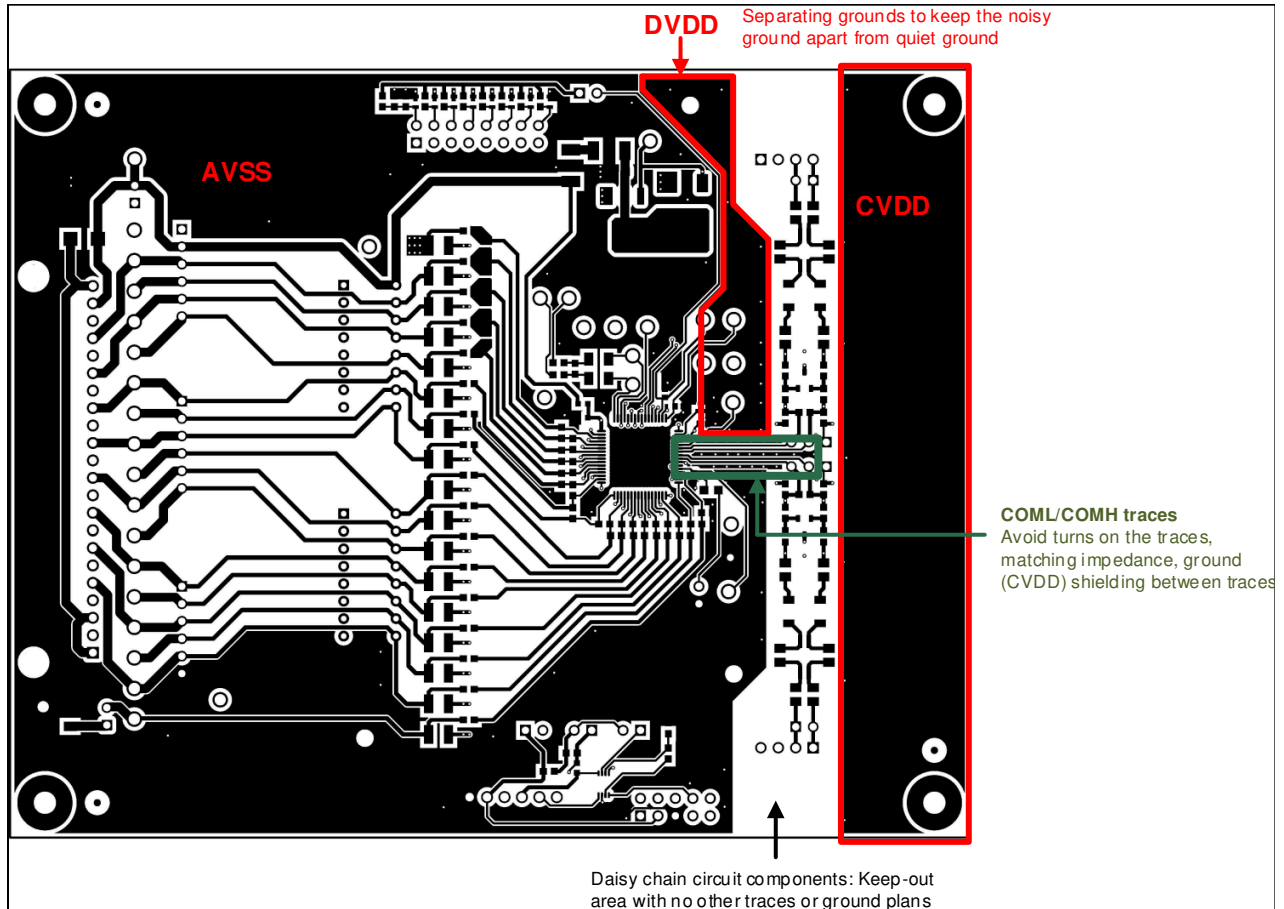 DVDD
Separating grounds to keep the noisy
ground apart from quiet ground
AVSS
CVDD
COML/COMH traces
Avoid turns on the traces,
matching impedance, ground
(CVDD) shielding between traces
Daisy chain circuit components: Keep-out
area with no other traces or ground plans